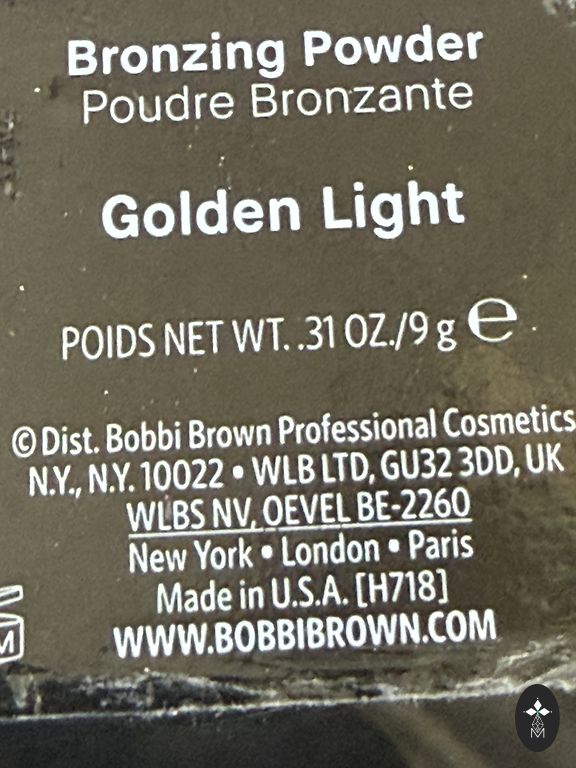 Bronzing Powder
Poudre Bronzante
Golden Light
POIDS NET WT. .31 OZ./9 g ℮
© Dist. Bobbi Brown Professional Cosmetics
N.Y., N.Y. 10022 • WLB LTD, GU32 3DD, UK
WLBS NV, OEVEL BE-2260
New York • London • Paris
Made in U.S.A. [H718]
WWW.BOBBIBROWN.COM
M
M